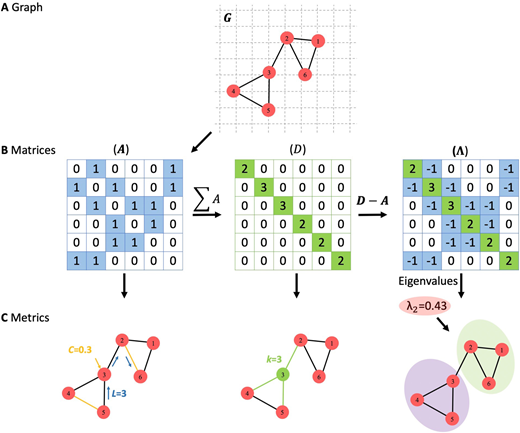 A Graph
G
2
1
3
6
4
5
B Matrices
(A)
(D)
(Λ)
0 1 0 0 0 1
1 0 1 0 0 1
0 1 0 1 1 0
0 0 1 0 1 0
0 0 1 1 0 0
1 1 0 0 0 0
∑ A
2 0 0 0 0 0
0 3 0 0 0 0
0 0 3 0 0 0
0 0 0 2 0 0
0 0 0 0 2 0
0 0 0 0 0 2
D − A
2 -1 0 0 0 -1
-1 3 -1 0 0 -1
0 -1 3 -1 -1 0
0 0 -1 2 -1 0
0 0 -1 -1 2 0
-1 -1 0 0 0 2
Eigenvalues
λ2=0.43
C Metrics
C=0.3
2
1
3
6
4
5
L=3
k=3
2
1
3
6
4
5
2
1
3
6
4
5